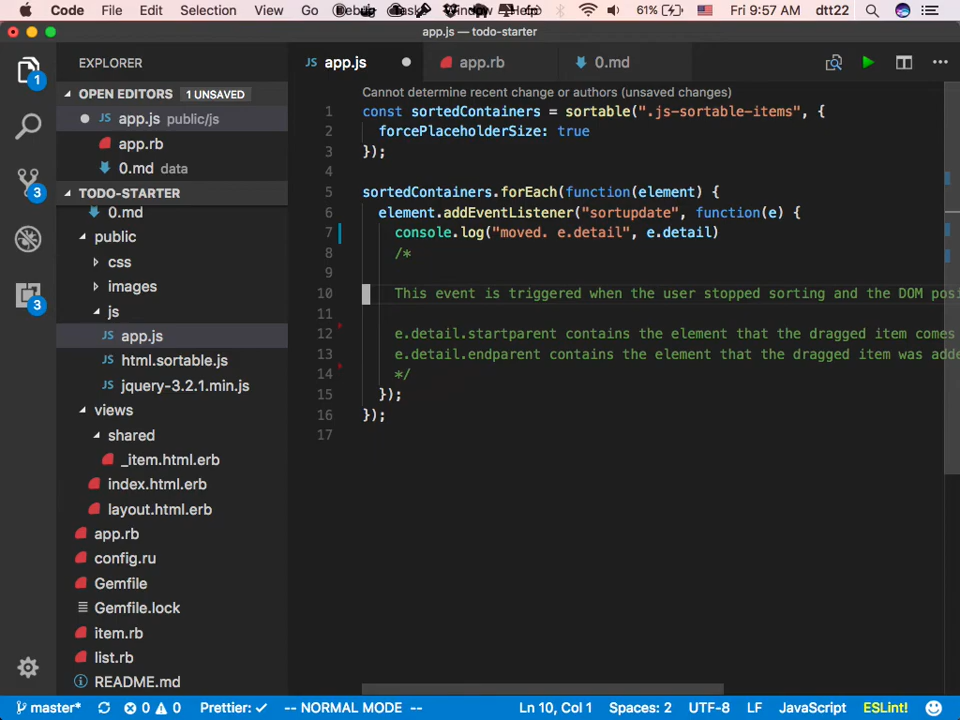 Code File Edit Selection View Go Debug Tasks Window Help 61% Fri 9:57 AM dtt22
app.js — todo-starter
EXPLORER
OPEN EDITORS 1 UNSAVED
app.js public/js
app.rb
0.md data
TODO-STARTER
0.md
public
css
images
js
app.js
html.sortable.js
jquery-3.2.1.min.js
views
shared
_item.html.erb
index.html.erb
layout.html.erb
app.rb
config.ru
Gemfile
Gemfile.lock
item.rb
list.rb
README.md
1
3
3
app.js app.rb 0.md
Cannot determine recent change or authors (unsaved changes)
1 const sortedContainers = sortable(".js-sortable-items", {
2 forcePlaceholderSize: true
3 });
4
5 sortedContainers.forEach(function(element) {
6 element.addEventListener("sortupdate", function(e) {
7 console.log("moved. e.detail", e.detail)
8 /*
9
10 This event is triggered when the user stopped sorting and the DOM posi
11
12 e.detail.startparent contains the element that the dragged item comes
13 e.detail.endparent contains the element that the dragged item was adde
14 */
15 });
16 });
17
master* 0 0 Prettier: ✓ -- NORMAL MODE -- Ln 10, Col 1 Spaces: 2 UTF-8 LF JavaScript ESLint!